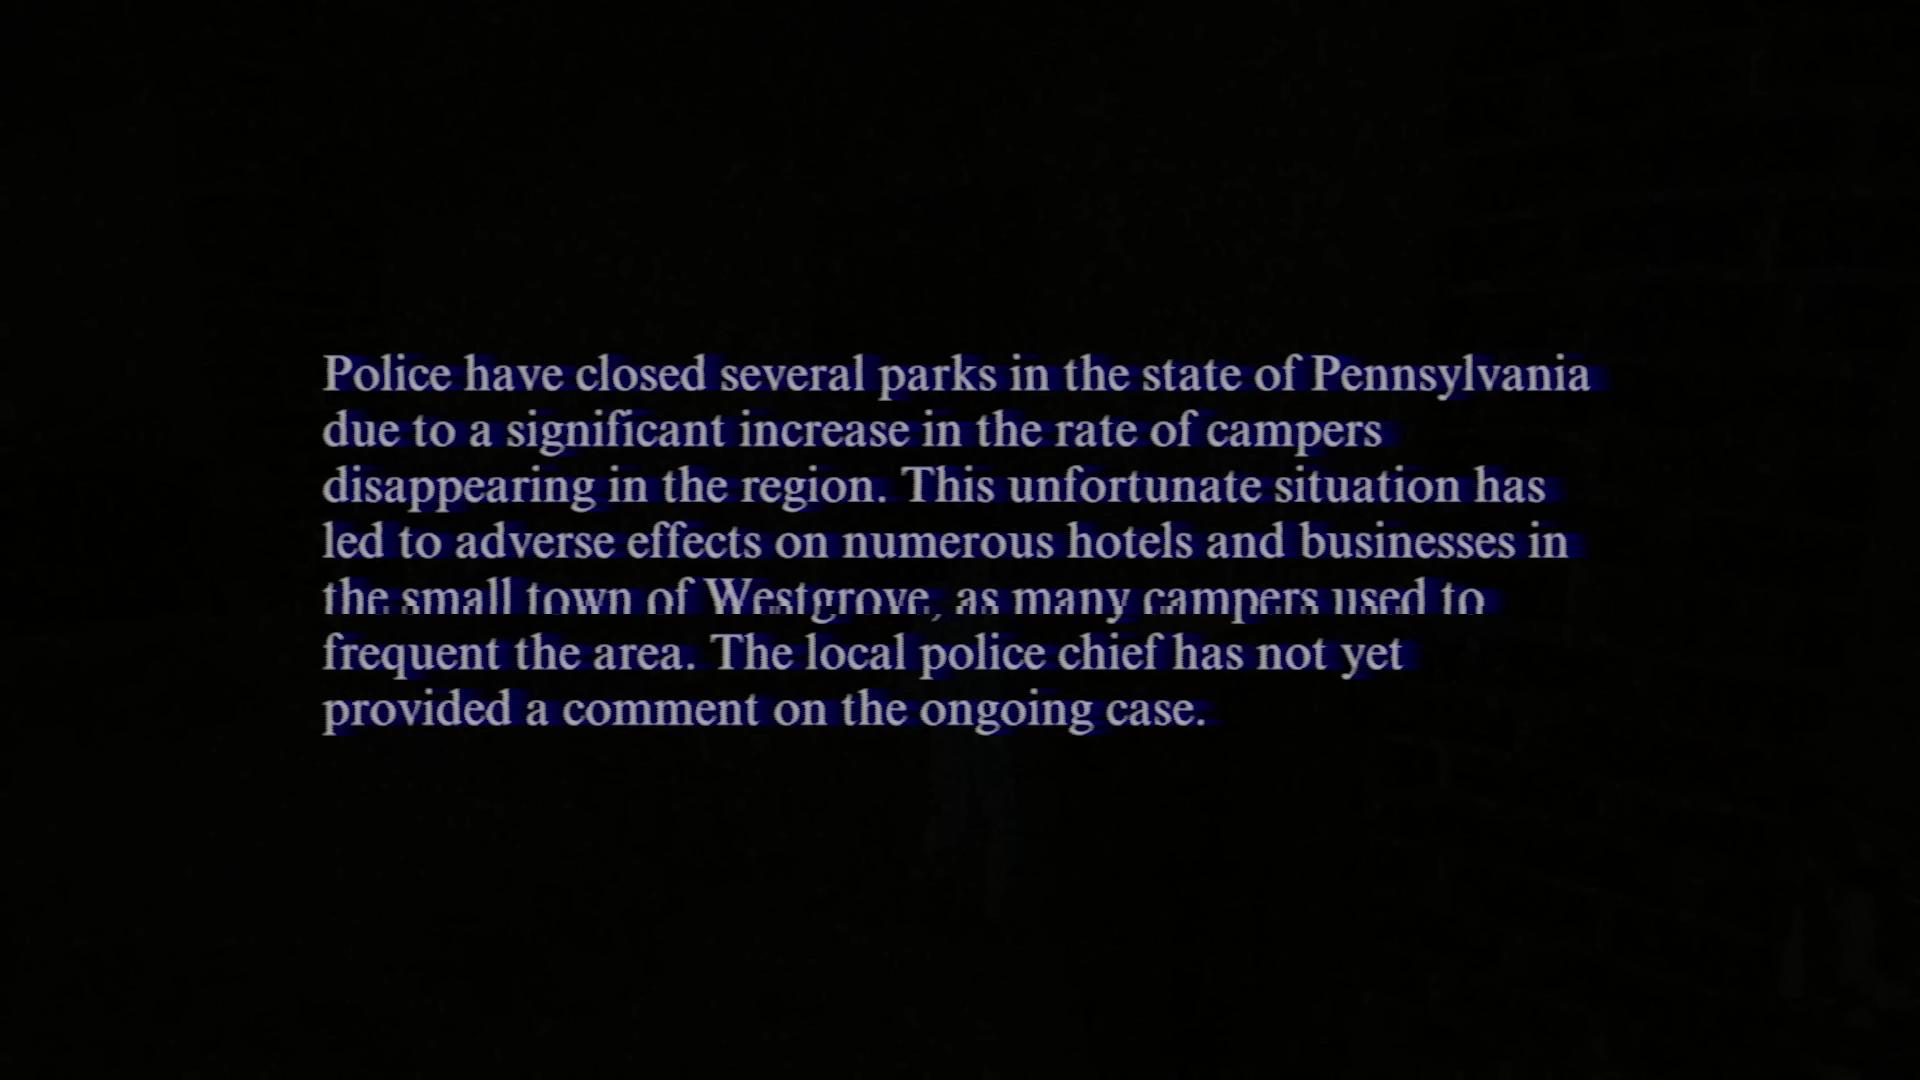 Police have closed several parks in the state of Pennsylvania
due to a significant increase in the rate of campers
disappearing in the region. This unfortunate situation has
led to adverse effects on numerous hotels and businesses in
the small town of Westgrove, as many campers used to
frequent the area. The local police chief has not yet
provided a comment on the ongoing case.